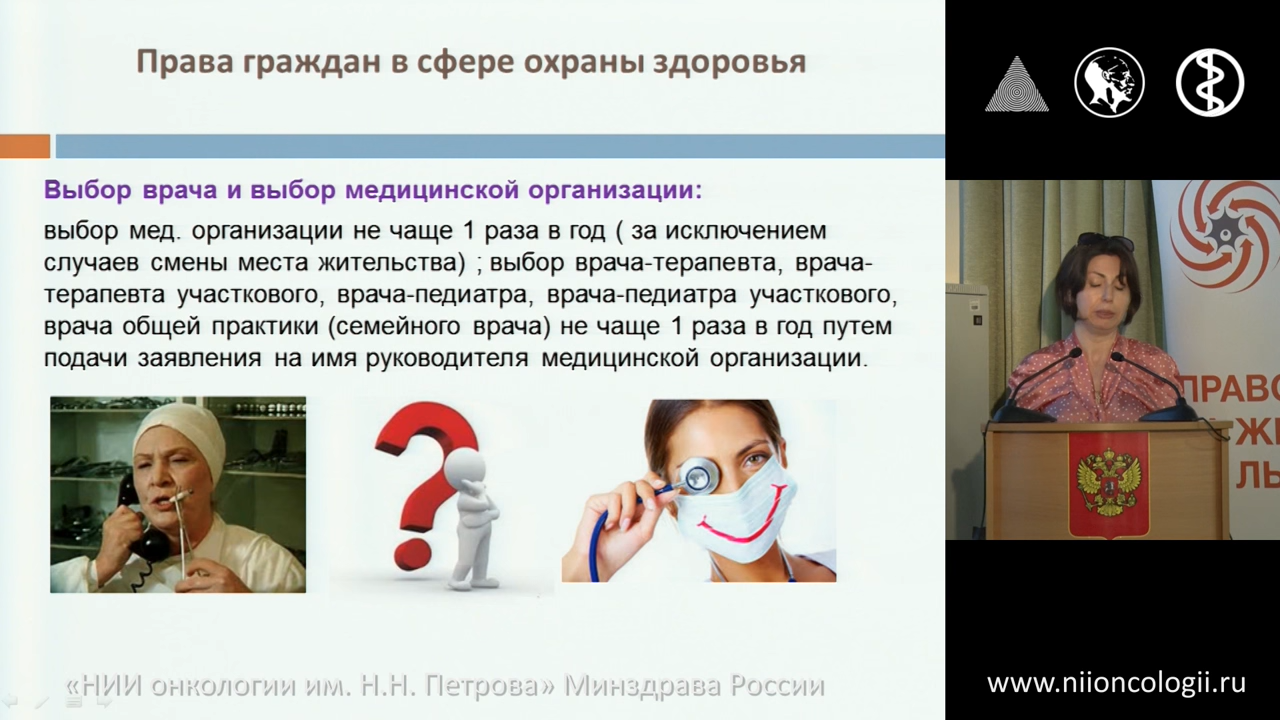 Права граждан в сфере охраны здоровья
Выбор врача и выбор медицинской организации:
выбор мед. организации не чаще 1 раза в год ( за исключением
случаев смены места жительства) ; выбор врача-терапевта, врача-
терапевта участкового, врача-педиатра, врача-педиатра участкового,
врача общей практики (семейного врача) не чаще 1 раза в год путем
подачи заявления на имя руководителя медицинской организации.
«НИИ онкологии им. Н.Н. Петрова» Минздрава России
ПРАВО
ЛЬ
www.niioncologii.ru